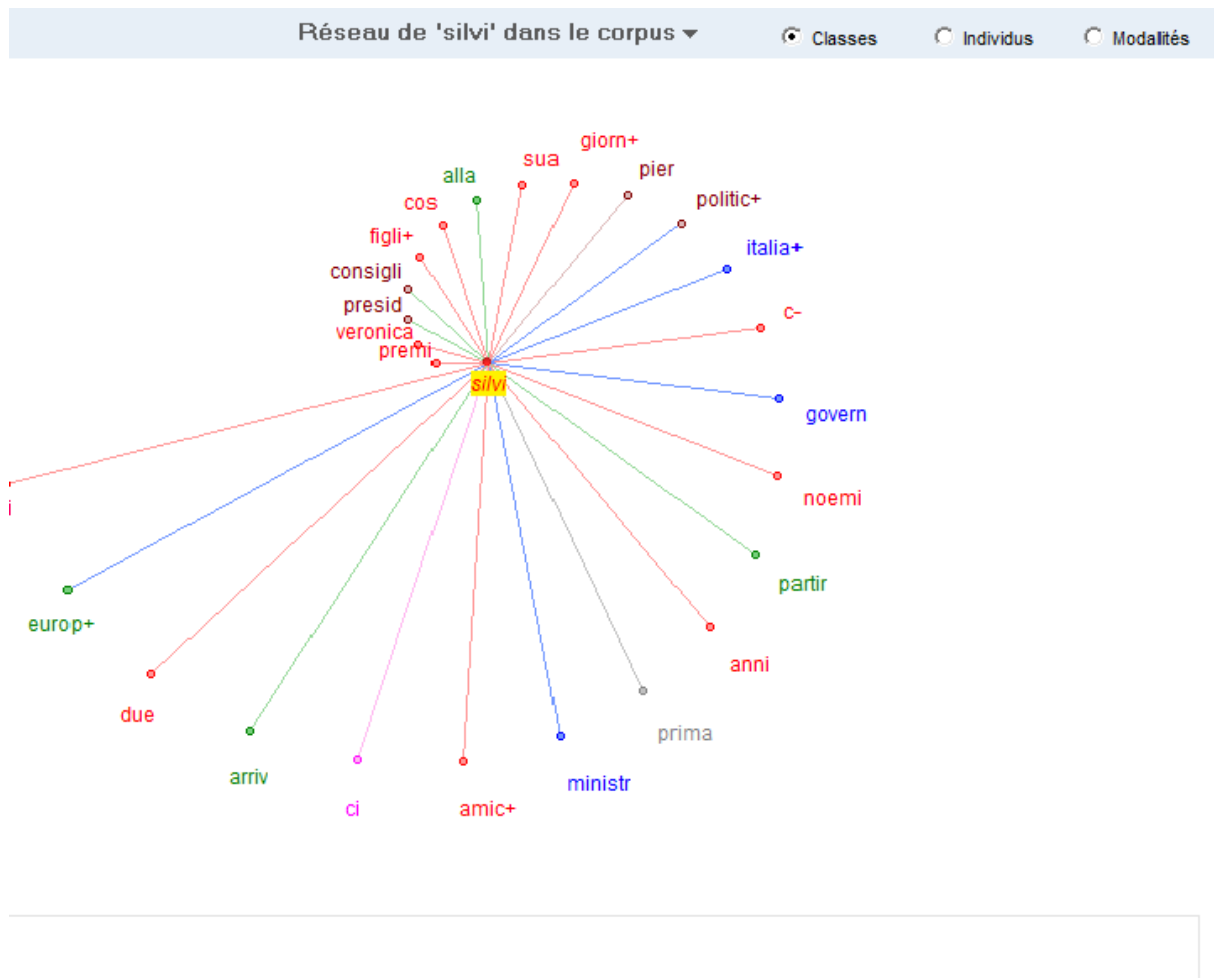 Réseau de 'silvi' dans le corpus
Classes
Individus
Modalités
giorn+
sua
pier
alla
politic+
cos
figli+
italia+
consigli
presid
c-
veronica
premi
silvi
govern
noemi
i
partir
europ+
anni
due
prima
arriv
ministr
ci
amic+